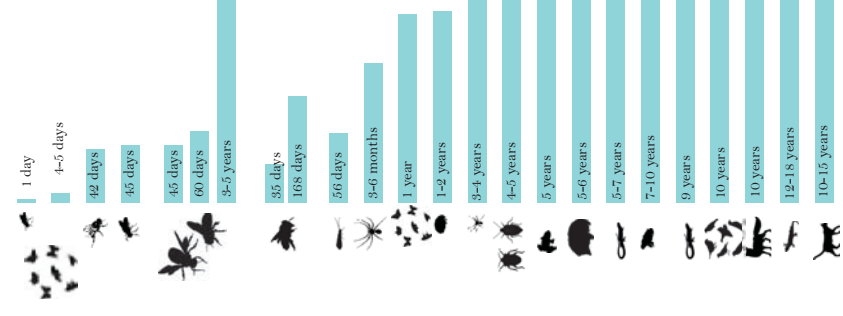 1 day
4–5 days
42 days
45 days
45 days
60 days
3–5 years
35 days
168 days
56 days
3–6 months
1 year
1–2 years
3–4 years
4–5 years
5 years
5–6 years
5–7 years
7–10 years
9 years
10 years
10 years
12–18 years
10–15 years